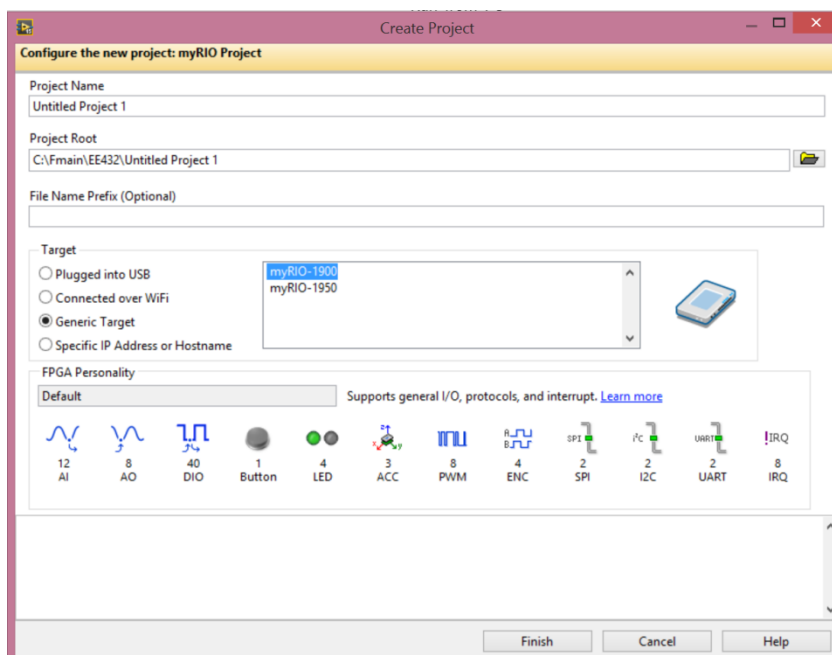 Create Project
Configure the new project: myRIO Project
Project Name
Untitled Project 1
Project Root
C:\Fmain\EE432\Untitled Project 1
File Name Prefix (Optional)
Target
Plugged into USB
Connected over WiFi
Generic Target
Specific IP Address or Hostname
myRIO-1900
myRIO-1950
FPGA Personality
Default
Supports general I/O, protocols, and interrupt. Learn more
A B SPI I²C UART !IRQ
12 8 40 1 4 3 8 4 2 2 2 8
AI AO DIO Button LED ACC PWM ENC SPI I2C UART IRQ
Finish Cancel Help